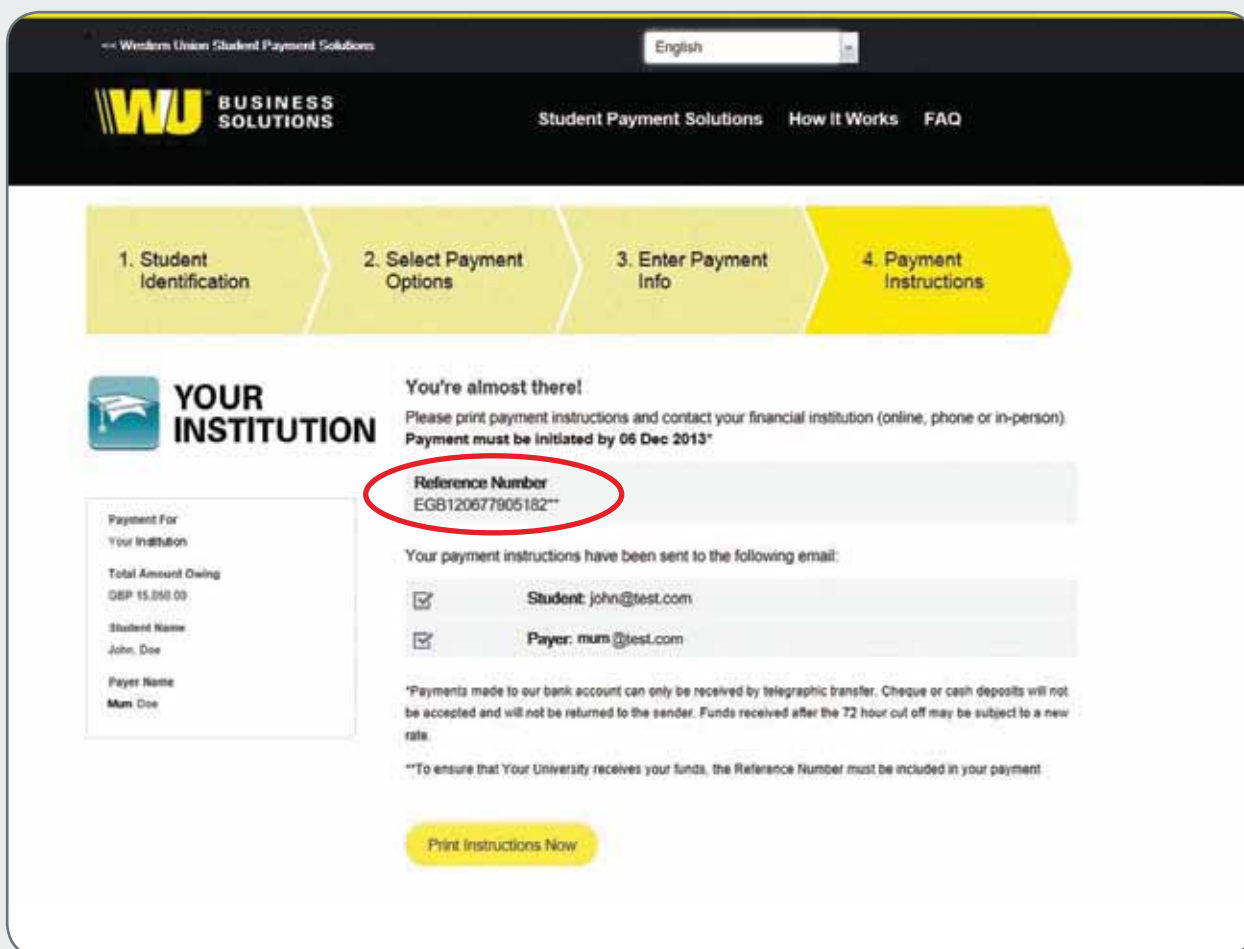 << Western Union Student Payment Solutions
English
WU BUSINESS
SOLUTIONS
Student Payment Solutions How It Works FAQ
1. Student
Identification
2. Select Payment
Options
3. Enter Payment
Info
4. Payment
Instructions
YOUR
INSTITUTION
Payment For
Your Institution
Total Amount Owing
GBP 15,050.00
Student Name
John, Doe
Payer Name
Mum Doe
You're almost there!
Please print payment instructions and contact your financial institution (online, phone or in-person).
Payment must be initiated by 06 Dec 2013*
Reference Number
EGB120677905182**
Your payment instructions have been sent to the following email:
Student: john@test.com
Payer: mum @test.com
*Payments made to our bank account can only be received by telegraphic transfer. Cheque or cash deposits will not
be accepted and will not be returned to the sender. Funds received after the 72 hour cut off may be subject to a new
rate.
**To ensure that Your University receives your funds, the Reference Number must be included in your payment
Print Instructions Now